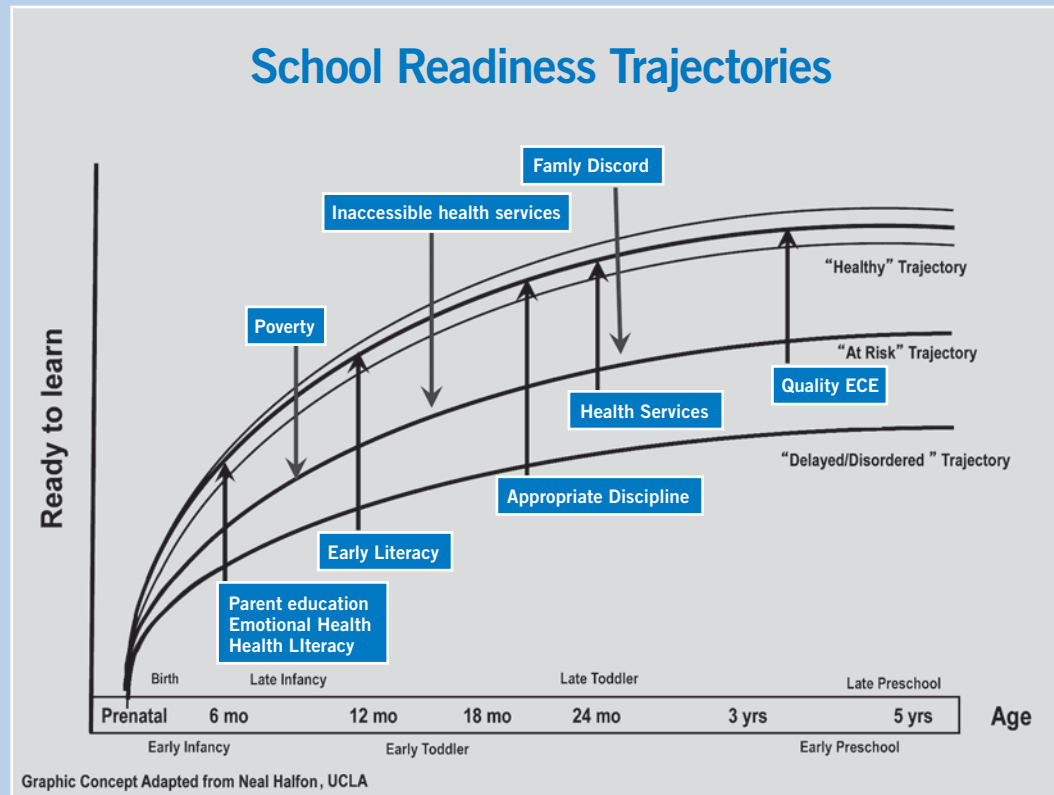 School Readiness Trajectories
Famly Discord
Inaccessible health services
Poverty
"Healthy" Trajectory
"At Risk" Trajectory
Quality ECE
Health Services
"Delayed/Disordered " Trajectory
Appropriate Discipline
Early Literacy
Parent education
Emotional Health
Health LIteracy
Ready to learn
Birth
Late Infancy
Late Toddler
Late Preschool
Prenatal 6 mo 12 mo 18 mo 24 mo 3 yrs 5 yrs
Age
Early Infancy
Early Toddler
Early Preschool
Graphic Concept Adapted from Neal Halfon, UCLA